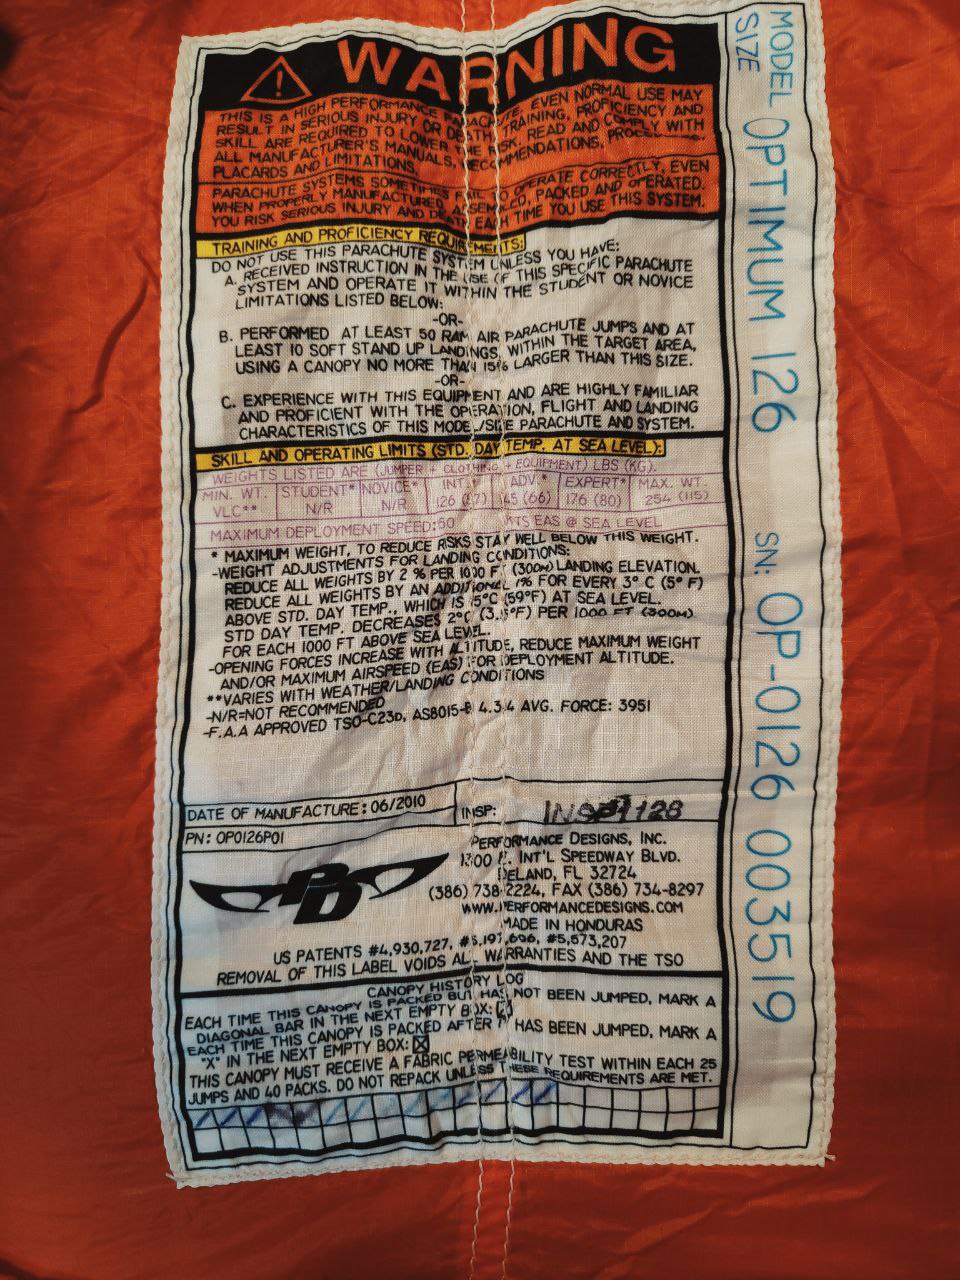 WARNING
THIS IS A HIGH PERFORMANCE PARACHUTE. EVEN NORMAL USE MAY
RESULT IN SERIOUS INJURY OR DEATH. TRAINING, PROFICIENCY AND
SKILL ARE REQUIRED TO LOWER THE RISK. READ AND COMPLY WITH
ALL MANUFACTURER'S MANUALS, RECOMMENDATIONS, PROCEDURES,
PLACARDS AND LIMITATIONS.
PARACHUTE SYSTEMS SOMETIMES FAIL TO OPERATE CORRECTLY, EVEN
WHEN PROPERLY MANUFACTURED, ASSEMBLED, PACKED AND OPERATED.
YOU RISK SERIOUS INJURY AND DEATH EACH TIME YOU USE THIS SYSTEM.
TRAINING AND PROFICIENCY REQUIREMENTS:
DO NOT USE THIS PARACHUTE SYSTEM UNLESS YOU HAVE:
A. RECEIVED INSTRUCTION IN THE USE OF THIS SPECIFIC PARACHUTE
SYSTEM AND OPERATE IT WITHIN THE STUDENT OR NOVICE
LIMITATIONS LISTED BELOW:
-OR-
B. PERFORMED AT LEAST 50 RAM AIR PARACHUTE JUMPS AND AT
LEAST 10 SOFT STAND UP LANDINGS, WITHIN THE TARGET AREA,
USING A CANOPY NO MORE THAN 15% LARGER THAN THIS SIZE.
-OR-
C. EXPERIENCE WITH THIS EQUIPMENT AND ARE HIGHLY FAMILIAR
AND PROFICIENT WITH THE OPERATION, FLIGHT AND LANDING
CHARACTERISTICS OF THIS MODEL/SIZE PARACHUTE AND SYSTEM.
SKILL AND OPERATING LIMITS (STD. DAY TEMP. AT SEA LEVEL):
WEIGHTS LISTED ARE (JUMPER + CLOTHING + EQUIPMENT) LBS (KG).
MIN. WT. STUDENT* NOVICE* INT.* ADV.* EXPERT* MAX. WT.
VLC** N/R N/R 126 (57) 145 (66) 176 (80) 254 (115)
MAXIMUM DEPLOYMENT SPEED: KTS EAS @ SEA LEVEL
* MAXIMUM WEIGHT, TO REDUCE RISKS STAY WELL BELOW THIS WEIGHT.
-WEIGHT ADJUSTMENTS FOR LANDING CONDITIONS:
REDUCE ALL WEIGHTS BY 2 % PER 1000 FT (300M) LANDING ELEVATION.
REDUCE ALL WEIGHTS BY AN ADDITIONAL 1% FOR EVERY 3° C (5° F)
ABOVE STD. DAY TEMP., WHICH IS 15°C (59°F) AT SEA LEVEL.
STD DAY TEMP. DECREASES 2°C (3.5°F) PER 1000 FT (300M)
FOR EACH 1000 FT ABOVE SEA LEVEL.
-OPENING FORCES INCREASE WITH ALTITUDE, REDUCE MAXIMUM WEIGHT
AND/OR MAXIMUM AIRSPEED (EAS) FOR DEPLOYMENT ALTITUDE.
**VARIES WITH WEATHER/LANDING CONDITIONS
-N/R=NOT RECOMMENDED
-F.A.A APPROVED TSO-C23D, AS8015-B 4.3.4 AVG. FORCE: 3951
DATE OF MANUFACTURE: 06/2010 INSP: INSP 1128
PN: OP0126P01
PERFORMANCE DESIGNS, INC.
1300 E. INT'L SPEEDWAY BLVD.
DELAND, FL 32724
(386) 738-2224, FAX (386) 734-8297
WWW.PERFORMANCEDESIGNS.COM
MADE IN HONDURAS
PD
US PATENTS #4,930,727, #5,197,696, #5,573,207
REMOVAL OF THIS LABEL VOIDS ALL WARRANTIES AND THE TSO
CANOPY HISTORY LOG
EACH TIME THIS CANOPY IS PACKED BUT HAS NOT BEEN JUMPED, MARK A
DIAGONAL BAR IN THE NEXT EMPTY BOX:
EACH TIME THIS CANOPY IS PACKED AFTER IT HAS BEEN JUMPED, MARK A
"X" IN THE NEXT EMPTY BOX:
THIS CANOPY MUST RECEIVE A FABRIC PERMEABILITY TEST WITHIN EACH 25
JUMPS AND 40 PACKS. DO NOT REPACK UNLESS THESE REQUIREMENTS ARE MET.
MODEL SIZE OPTIMUM 126 SN: OP-0126 003519